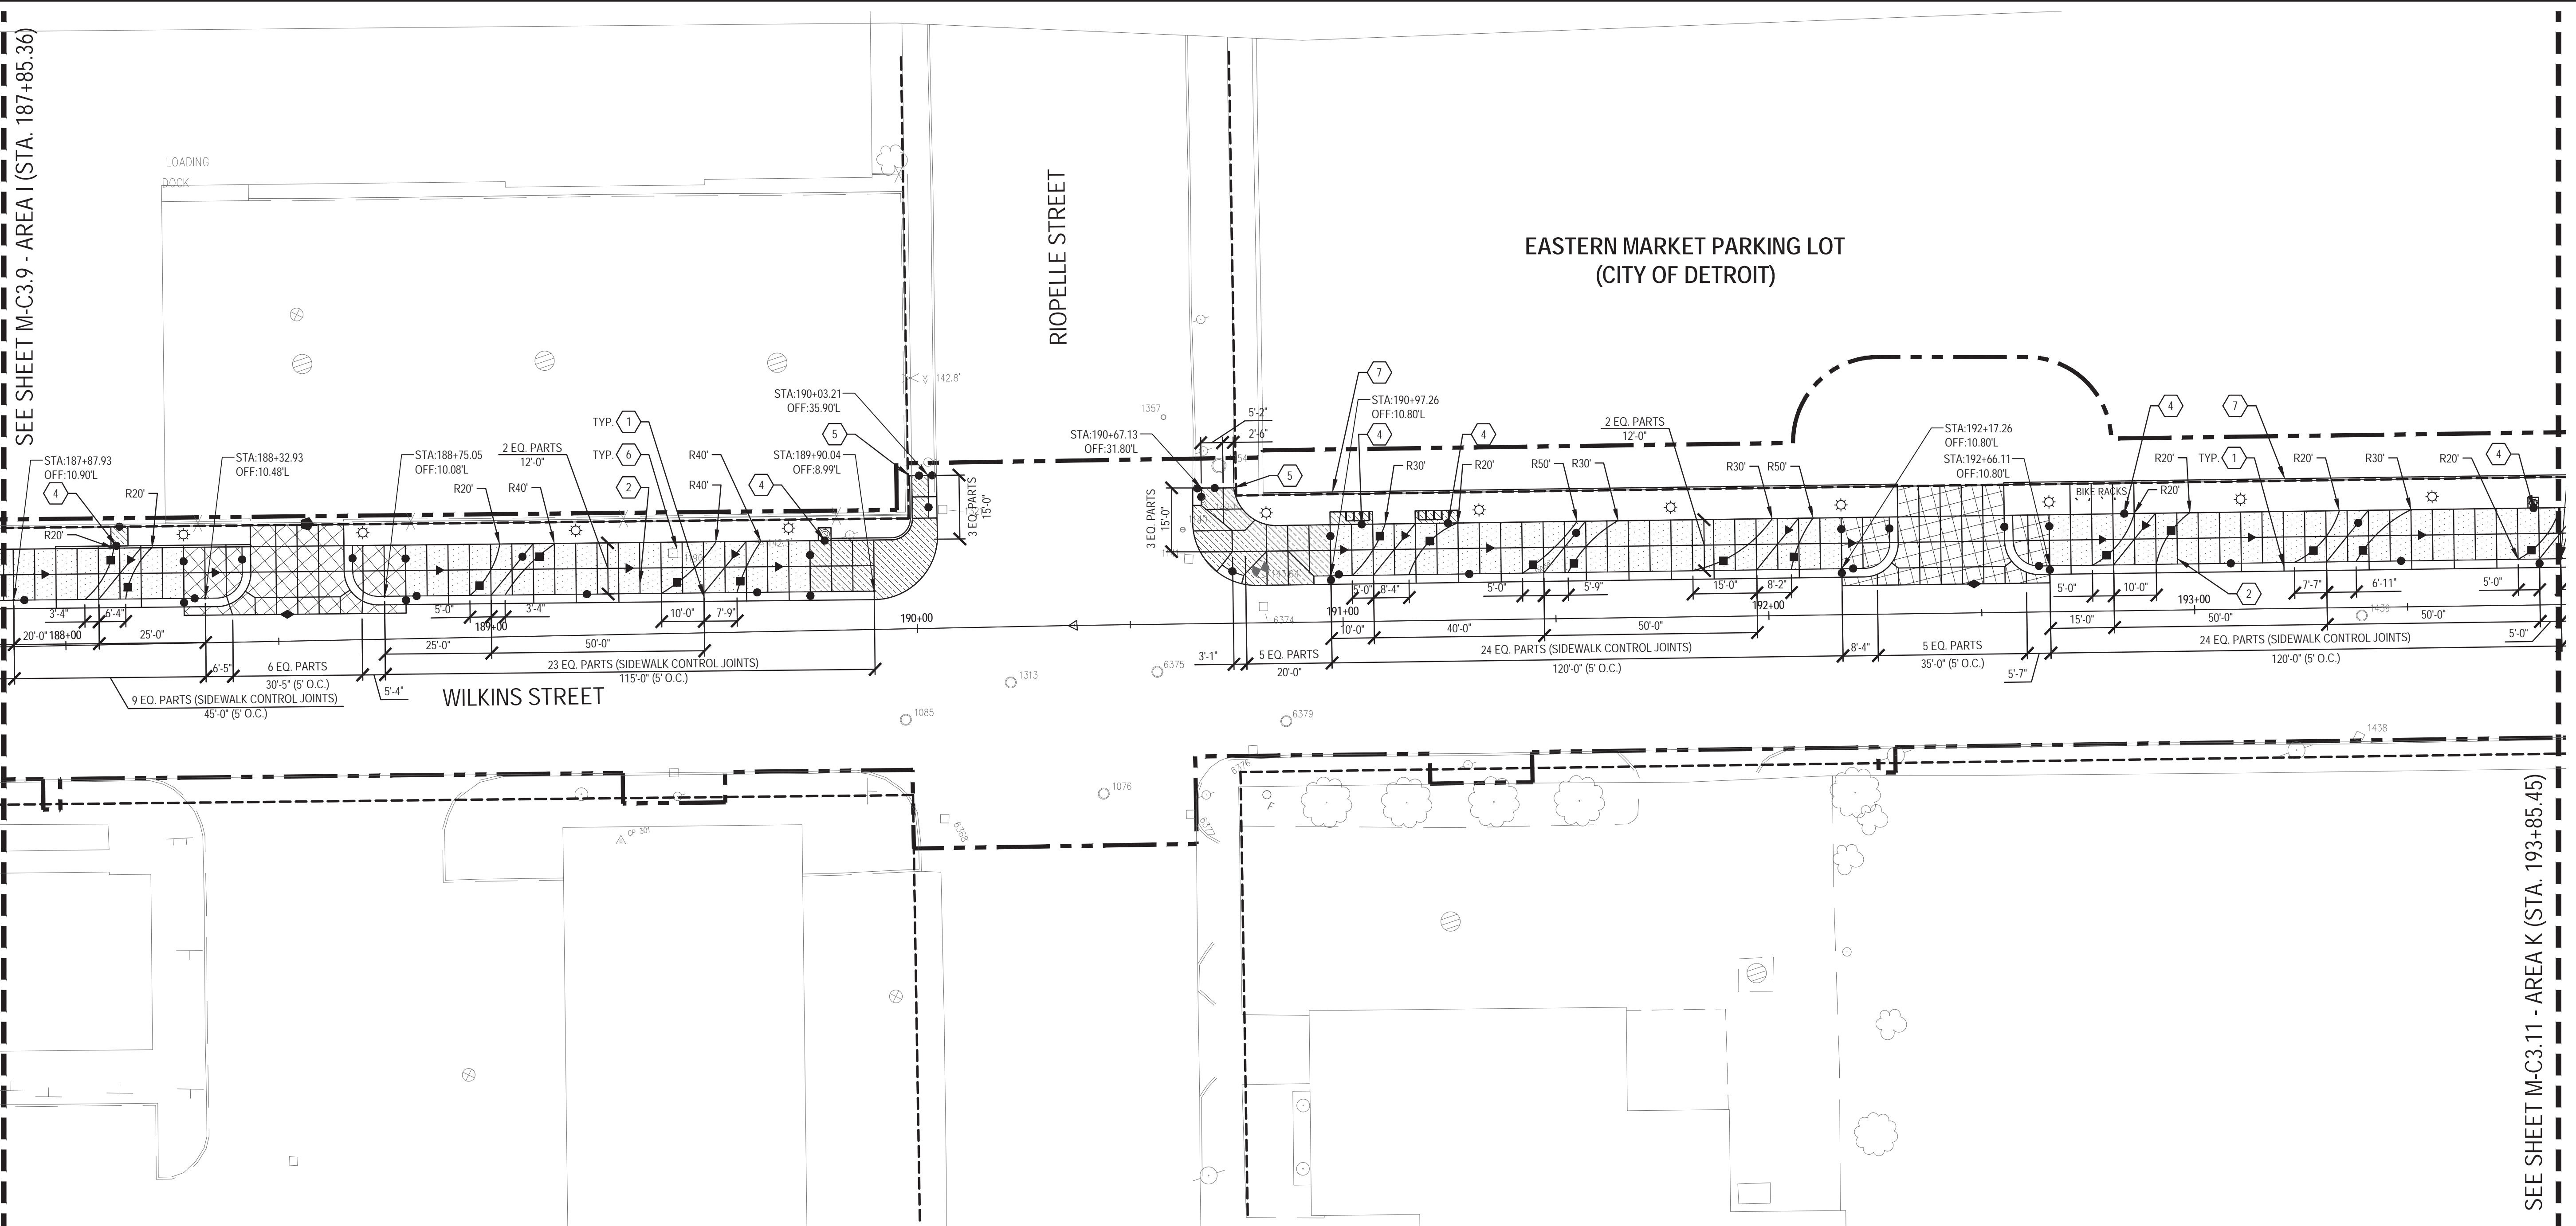 SEE SHEET M-C3.9 - AREA I (STA. 187+85.36)
LOADING
DOCK
RIOPELLE STREET
EASTERN MARKET PARKING LOT
(CITY OF DETROIT)
142.8'
STA:187+87.93
OFF:10.90'L
4
R20'
R20'
STA:188+32.93
OFF:10.48'L
STA:188+75.05
OFF:10.08'L
2 EQ. PARTS
12'-0"
R20'
R40'
TYP. 1
TYP. 6
2
R40'
R40'
4
STA:190+03.21
OFF:35.90'L
5
STA:189+90.04
OFF:8.99'L
3 EQ. PARTS
15'-0"
1357
STA:190+67.13
OFF:31.80'L
5'-2"
2'-6"
3 EQ. PARTS
15'-0"
5
7
STA:190+97.26
OFF:10.80'L
4
R30'
4
R20'
R50'
R30'
2 EQ. PARTS
12'-0"
R30'
R50'
STA:192+17.26
OFF:10.80'L
STA:192+66.11
OFF:10.80'L
4
7
BIKE RACKS
R20'
R20'
TYP. 1
R20'
R30'
R20'
4
3'-4"
6'-4"
20'-0"
188+00
25'-0"
6'-5"
6 EQ. PARTS
30'-5" (5' O.C.)
9 EQ. PARTS (SIDEWALK CONTROL JOINTS)
45'-0" (5' O.C.)
5'-4"
5'-0"
3'-4"
189+00
25'-0"
50'-0"
10'-0"
7'-9"
23 EQ. PARTS (SIDEWALK CONTROL JOINTS)
115'-0" (5' O.C.)
190+00
WILKINS STREET
6374
6375
1313
1085
6379
1076
3'-1"
5 EQ. PARTS
20'-0"
5'-0"
8'-4"
191+00
10'-0"
40'-0"
5'-0"
5'-9"
50'-0"
15'-0"
8'-2"
192+00
24 EQ. PARTS (SIDEWALK CONTROL JOINTS)
120'-0" (5' O.C.)
8'-4"
5 EQ. PARTS
35'-0" (5' O.C.)
5'-7"
5'-0"
10'-0"
15'-0"
193+00
2
7'-7"
6'-11"
50'-0"
1439
50'-0"
5'-0"
5'-0"
24 EQ. PARTS (SIDEWALK CONTROL JOINTS)
120'-0" (5' O.C.)
1438
CP 301
6368
6376
6377
F
SEE SHEET M-C3.11 - AREA K (STA. 193+85.45)